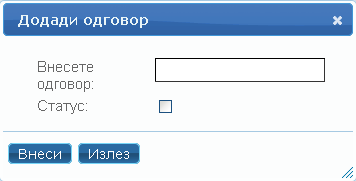 Додади одговор
Внесете
одговор:
Статус:
Внеси Излез